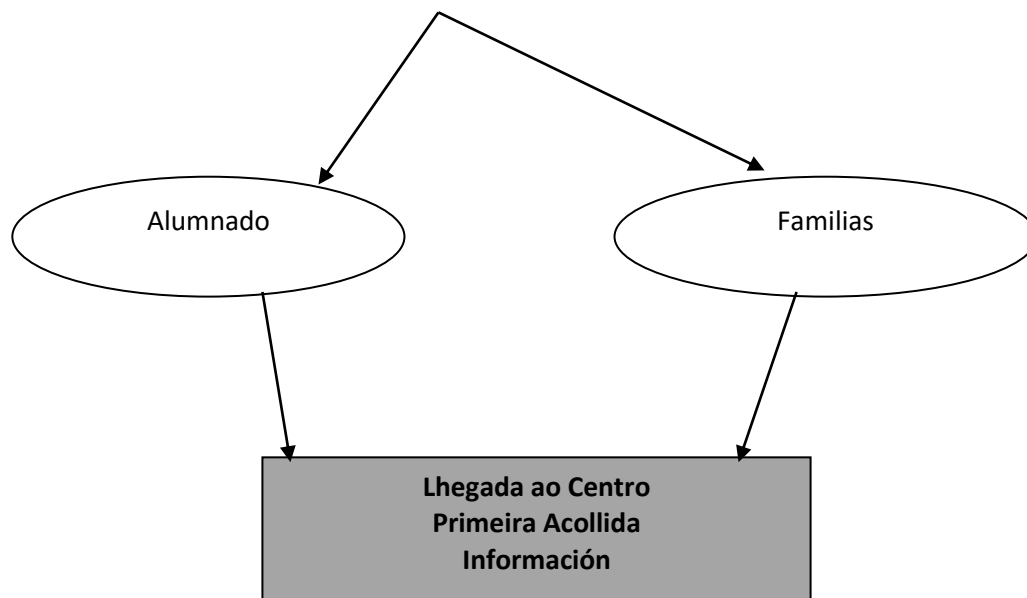 Alumnado
Familias
Lhegada ao Centro
Primeira Acollida
Información